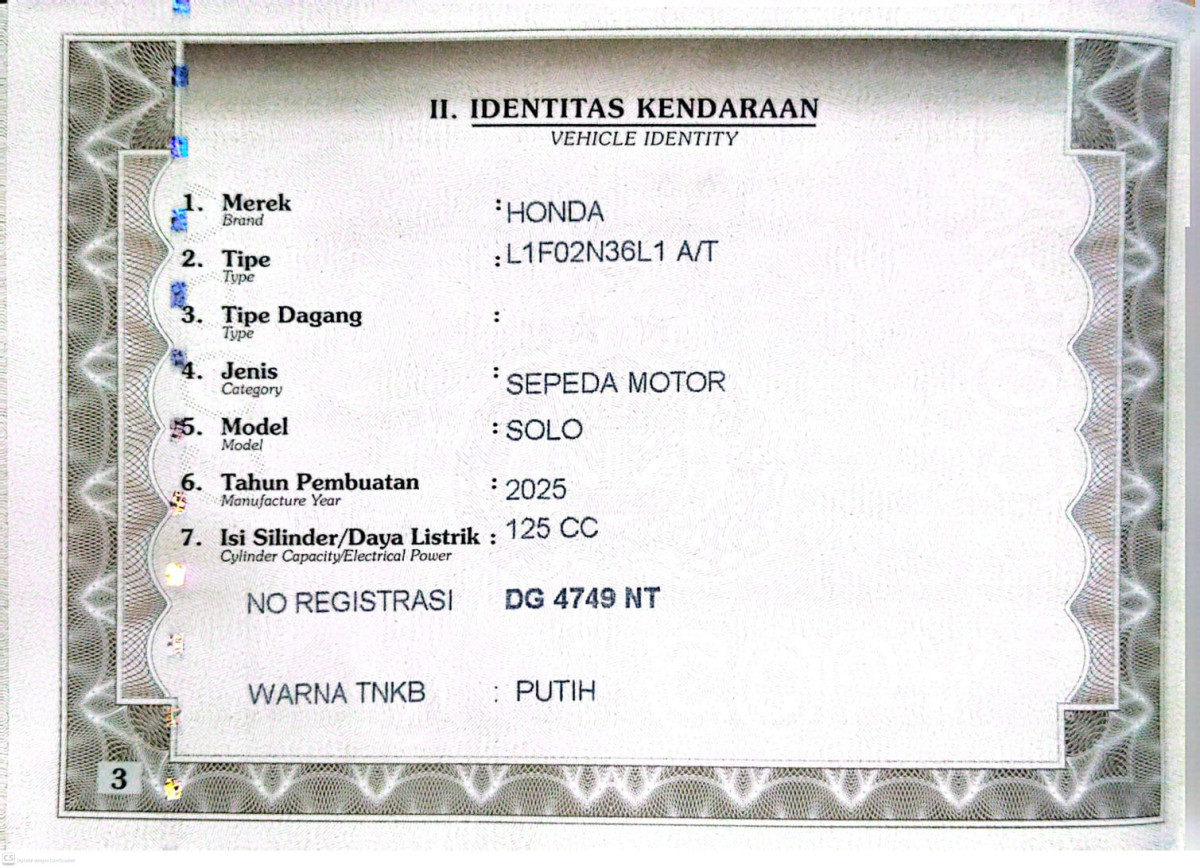 II. IDENTITAS KENDARAAN
VEHICLE IDENTITY
1. Merek : HONDA
Brand
2. Tipe : L1F02N36L1 A/T
Type
3. Tipe Dagang :
Type
4. Jenis : SEPEDA MOTOR
Category
5. Model : SOLO
Model
6. Tahun Pembuatan : 2025
Manufacture Year
7. Isi Silinder/Daya Listrik : 125 CC
Cylinder Capacity/Electrical Power
NO REGISTRASI DG 4749 NT
WARNA TNKB : PUTIH
3
CS